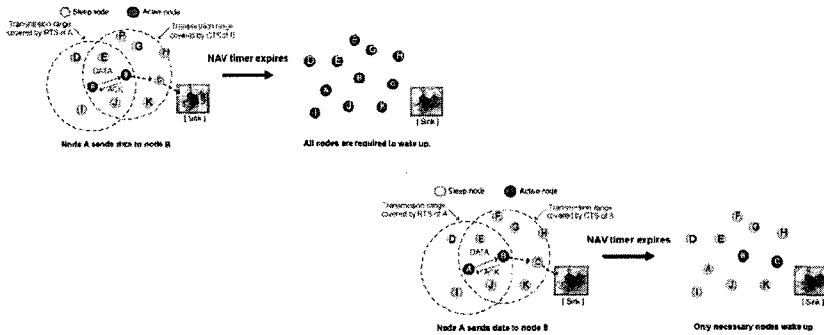 Sleep node Active node
Transmission range
covered by RTS of A
Transmission range
covered by CTS of B
F
G
H
D
E
DATA
B
C
A
ACK
I
J
K
[ Sink ]
Node A sends data to node B
NAV timer expires
F
G
H
D
E
B
C
A
I
J
K
[ Sink ]
All nodes are required to wake up.
Sleep node Active node
Transmission range
covered by RTS of A
Transmission range
covered by CTS of B
F
G
H
D
E
DATA
B
C
A
ACK
I
J
K
[ Sink ]
Node A sends data to node B
NAV timer expires
F
G
H
D
E
B
C
A
I
J
K
[ Sink ]
Only necessary nodes wake up